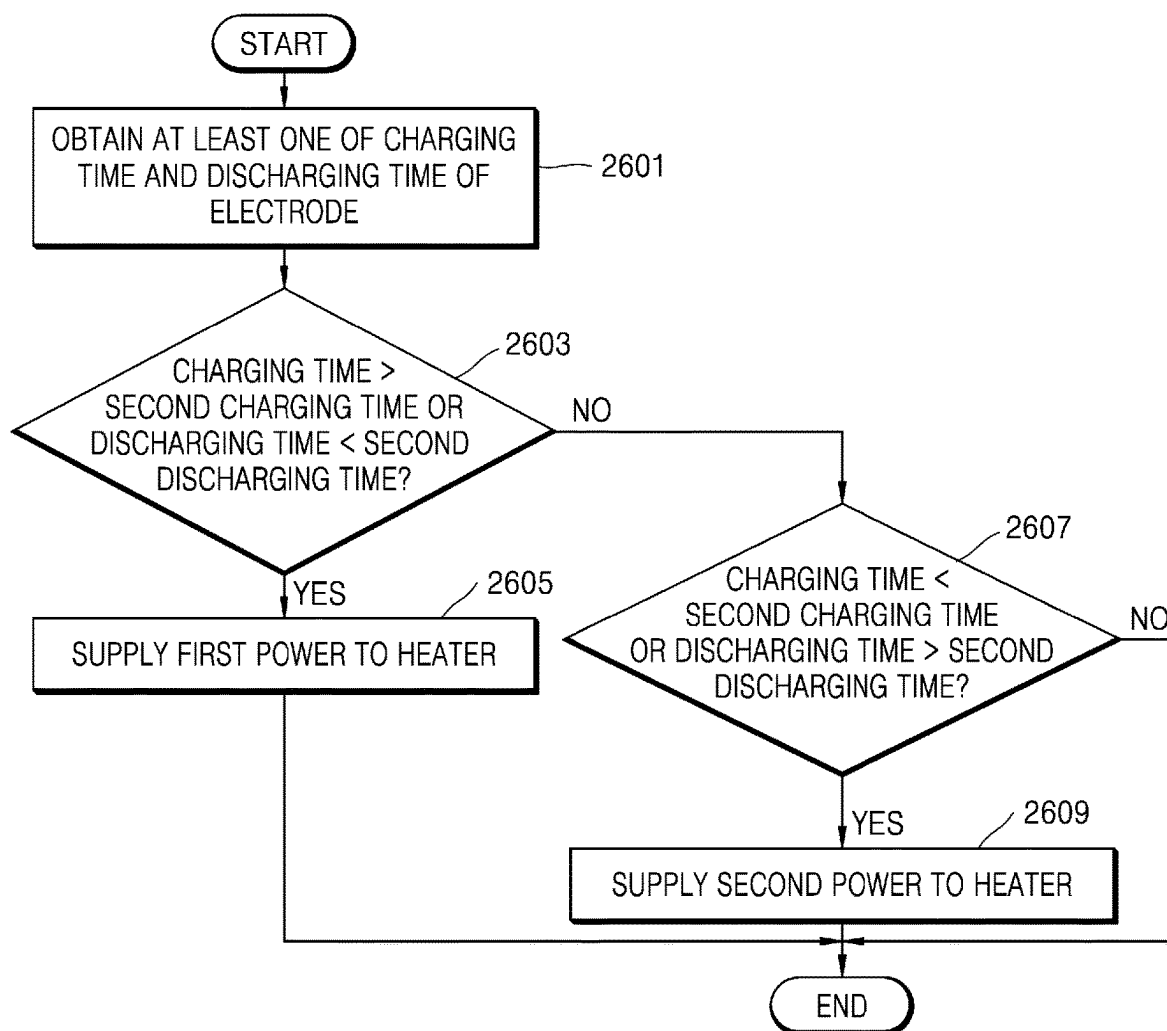 START
OBTAIN AT LEAST ONE OF CHARGING
TIME AND DISCHARGING TIME OF
ELECTRODE
2601
CHARGING TIME >
SECOND CHARGING TIME OR
DISCHARGING TIME < SECOND
DISCHARGING TIME?
2603
NO
YES
SUPPLY FIRST POWER TO HEATER
2605
CHARGING TIME <
SECOND CHARGING TIME
OR DISCHARGING TIME > SECOND
DISCHARGING TIME?
2607
NO
YES
SUPPLY SECOND POWER TO HEATER
2609
END